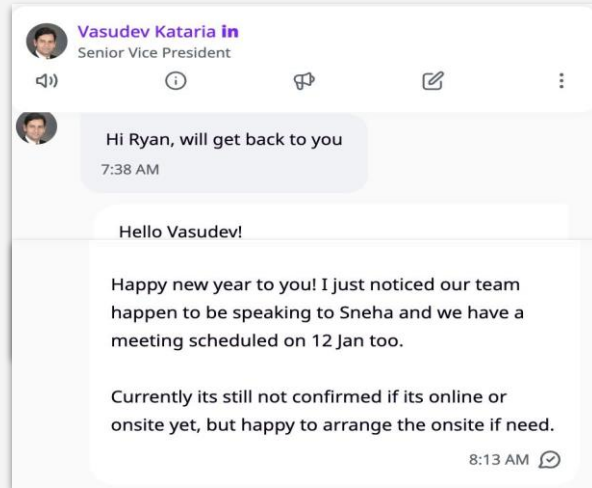 Vasudev Kataria in
Senior Vice President
Hi Ryan, will get back to you
7:38 AM
Hello Vasudev!
Happy new year to you! I just noticed our team
happen to be speaking to Sneha and we have a
meeting scheduled on 12 Jan too.
Currently its still not confirmed if its online or
onsite yet, but happy to arrange the onsite if need.
8:13 AM